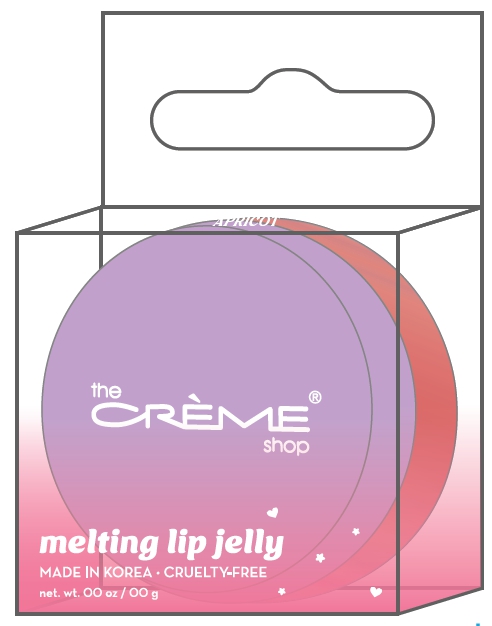 APRICOT
the
CRÈME®
shop
melting lip jelly
MADE IN KOREA · CRUELTY-FREE
net. wt. 00 oz / 00 g